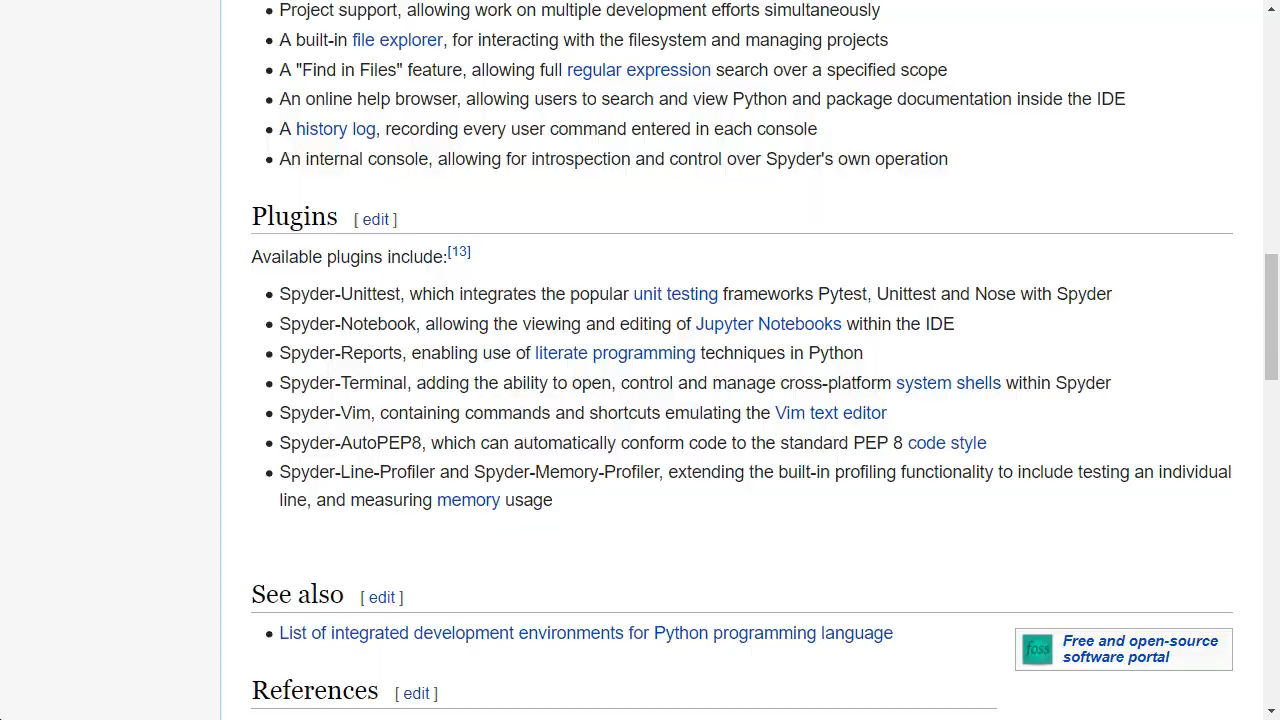 Project support, allowing work on multiple development efforts simultaneously
A built-in file explorer, for interacting with the filesystem and managing projects
A "Find in Files" feature, allowing full regular expression search over a specified scope
An online help browser, allowing users to search and view Python and package documentation inside the IDE
A history log, recording every user command entered in each console
An internal console, allowing for introspection and control over Spyder's own operation
Plugins [ edit ]
Available plugins include:[13]
Spyder-Unittest, which integrates the popular unit testing frameworks Pytest, Unittest and Nose with Spyder
Spyder-Notebook, allowing the viewing and editing of Jupyter Notebooks within the IDE
Spyder-Reports, enabling use of literate programming techniques in Python
Spyder-Terminal, adding the ability to open, control and manage cross-platform system shells within Spyder
Spyder-Vim, containing commands and shortcuts emulating the Vim text editor
Spyder-AutoPEP8, which can automatically conform code to the standard PEP 8 code style
Spyder-Line-Profiler and Spyder-Memory-Profiler, extending the built-in profiling functionality to include testing an individual
line, and measuring memory usage
See also [ edit ]
List of integrated development environments for Python programming language
foss
Free and open-source
software portal
References [ edit ]